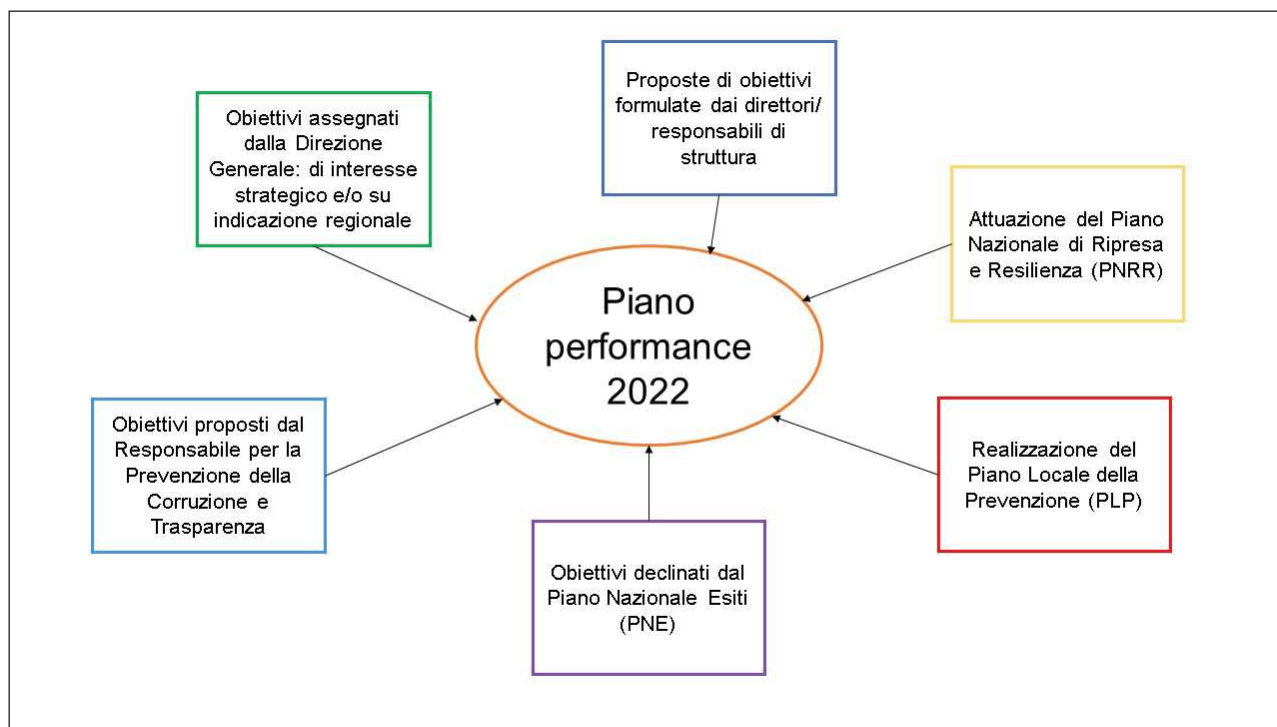 Proposte di obiettivi
formulate dai direttori/
responsabili di
struttura
Obiettivi assegnati
dalla Direzione
Generale: di interesse
strategico e/o su
indicazione regionale
Attuazione del Piano
Nazionale di Ripresa
e Resilienza (PNRR)
Piano
performance
2022
Obiettivi proposti dal
Responsabile per la
Prevenzione della
Corruzione e
Trasparenza
Realizzazione del
Piano Locale della
Prevenzione (PLP)
Obiettivi declinati dal
Piano Nazionale Esiti
(PNE)